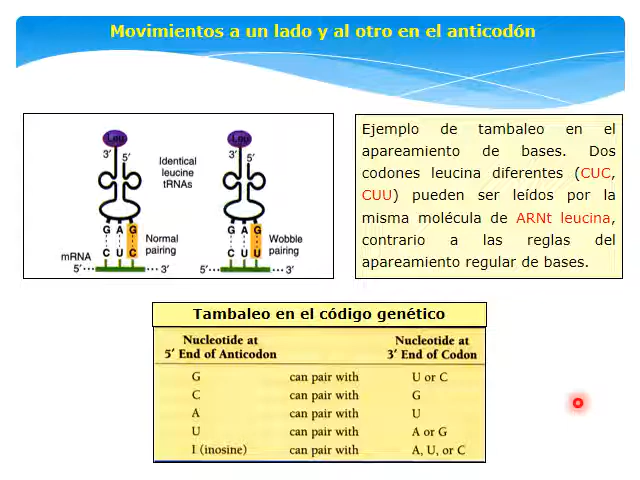 Movimientos a un lado y al otro en el anticodón
Leu
3′ 5′
Identical
leucine
tRNAs
Leu
3′ 5′
G A G
C U C
Normal
pairing
G A G
C U U
Wobble
pairing
mRNA
5′ 3′
5′ 3′
Ejemplo de tambaleo en el
apareamiento de bases. Dos
codones leucina diferentes (CUC,
CUU) pueden ser leídos por la
misma molécula de ARNt leucina,
contrario a las reglas del
apareamiento regular de bases.
Tambaleo en el código genético
Nucleotide at
5′ End of Anticodon
Nucleotide at
3′ End of Codon
G can pair with U or C
C can pair with G
A can pair with U
U can pair with A or G
I (inosine) can pair with A, U, or C